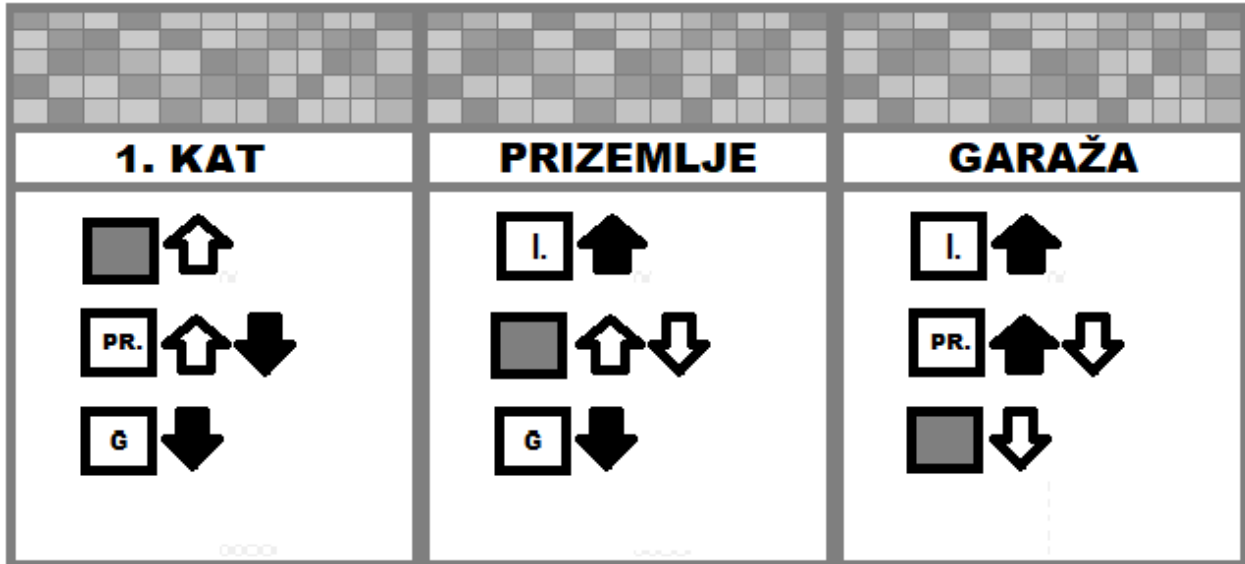 1. KAT
PR.
G
PRIZEMLJE
I.
G
GARAŽA
I.
PR.